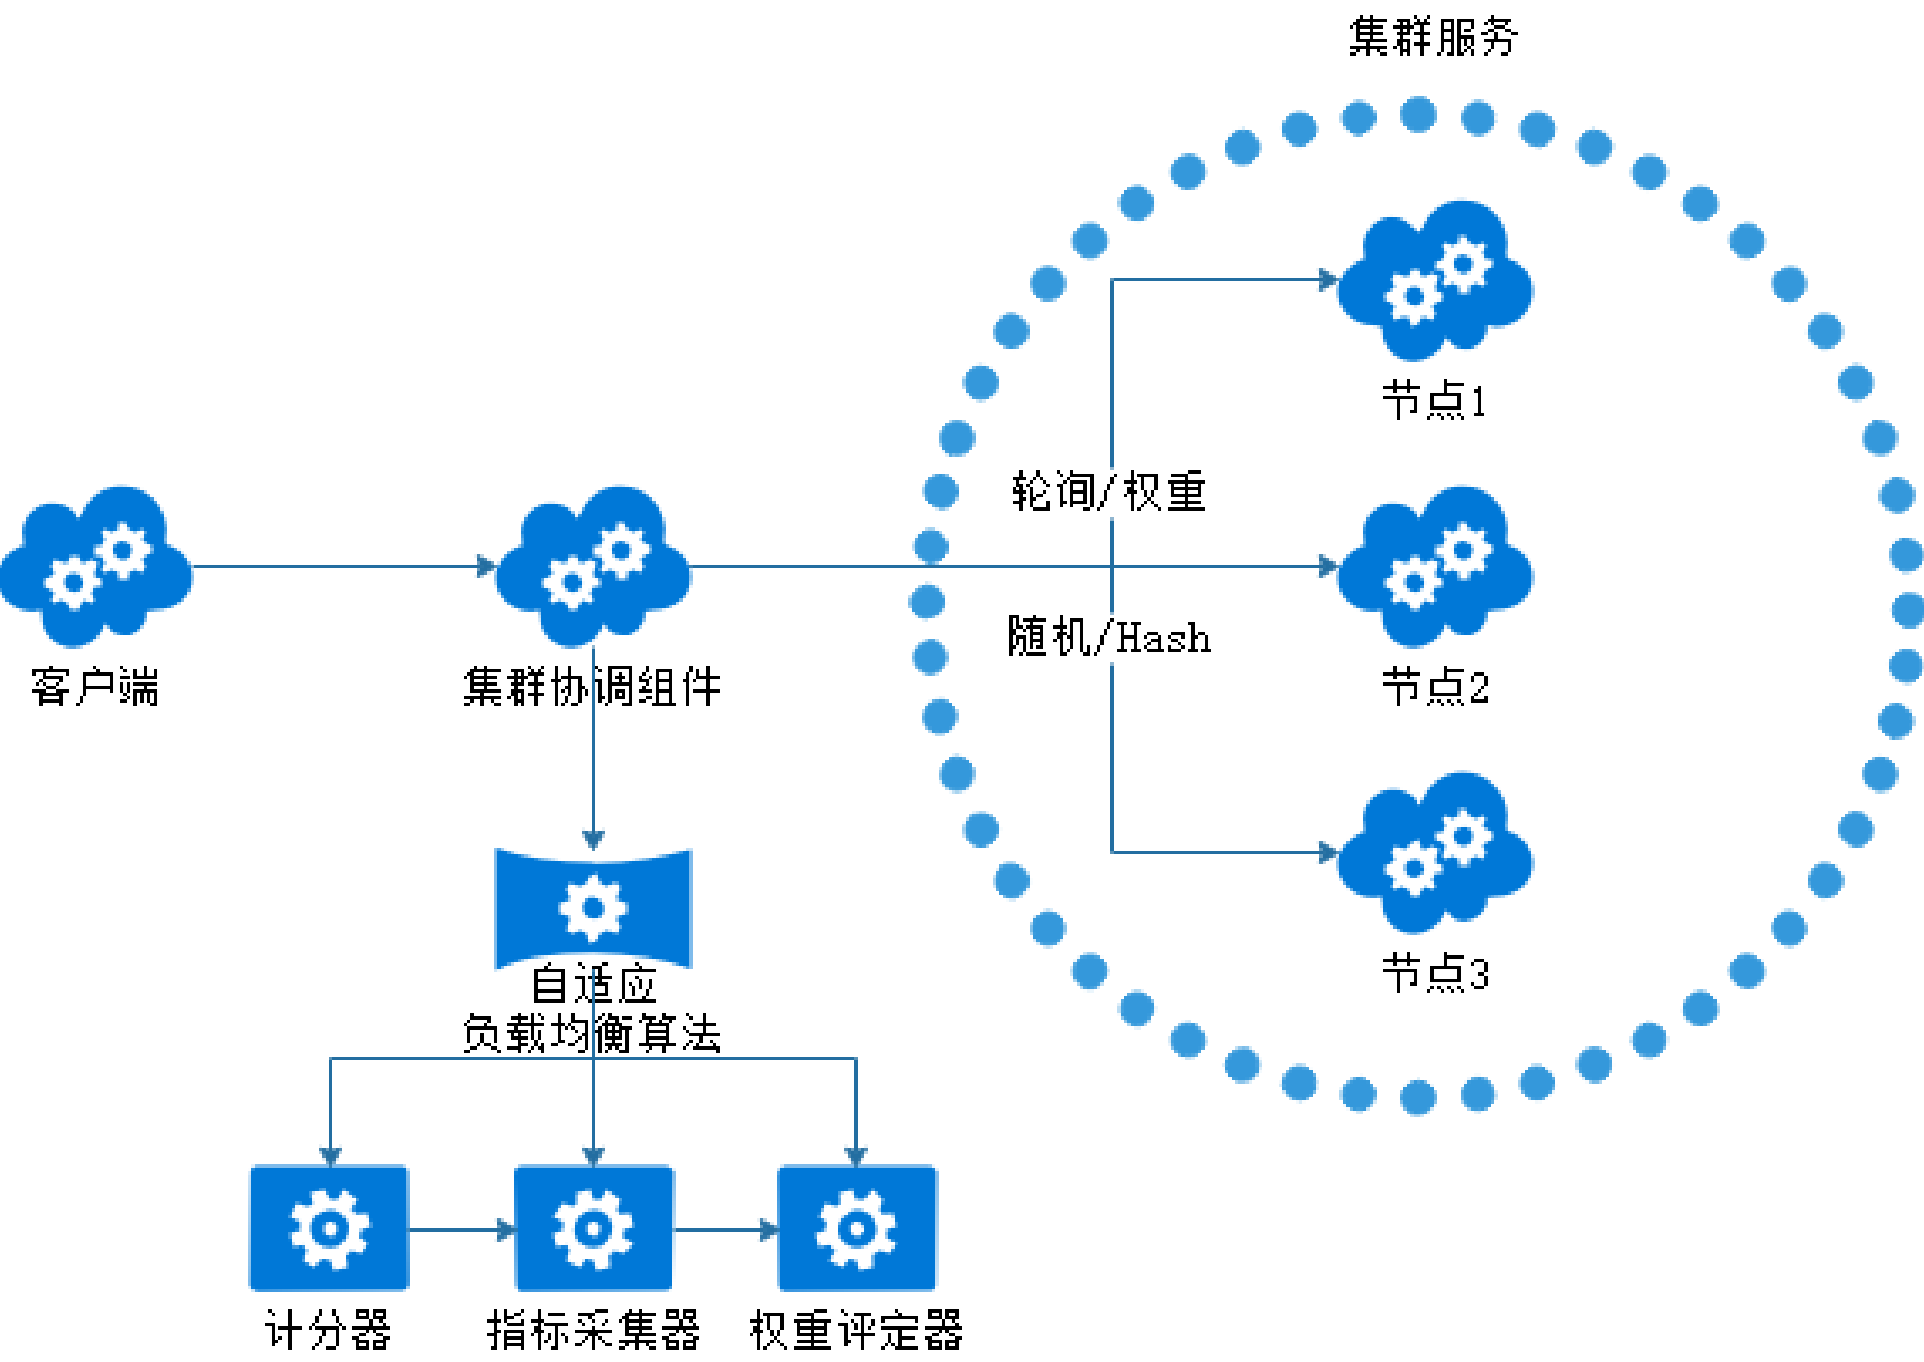 集群服务
节点1
轮询/权重
随机/Hash
客户端
集群协调组件
节点2
自适应
负载均衡算法
节点3
计分器
指标采集器
权重评定器